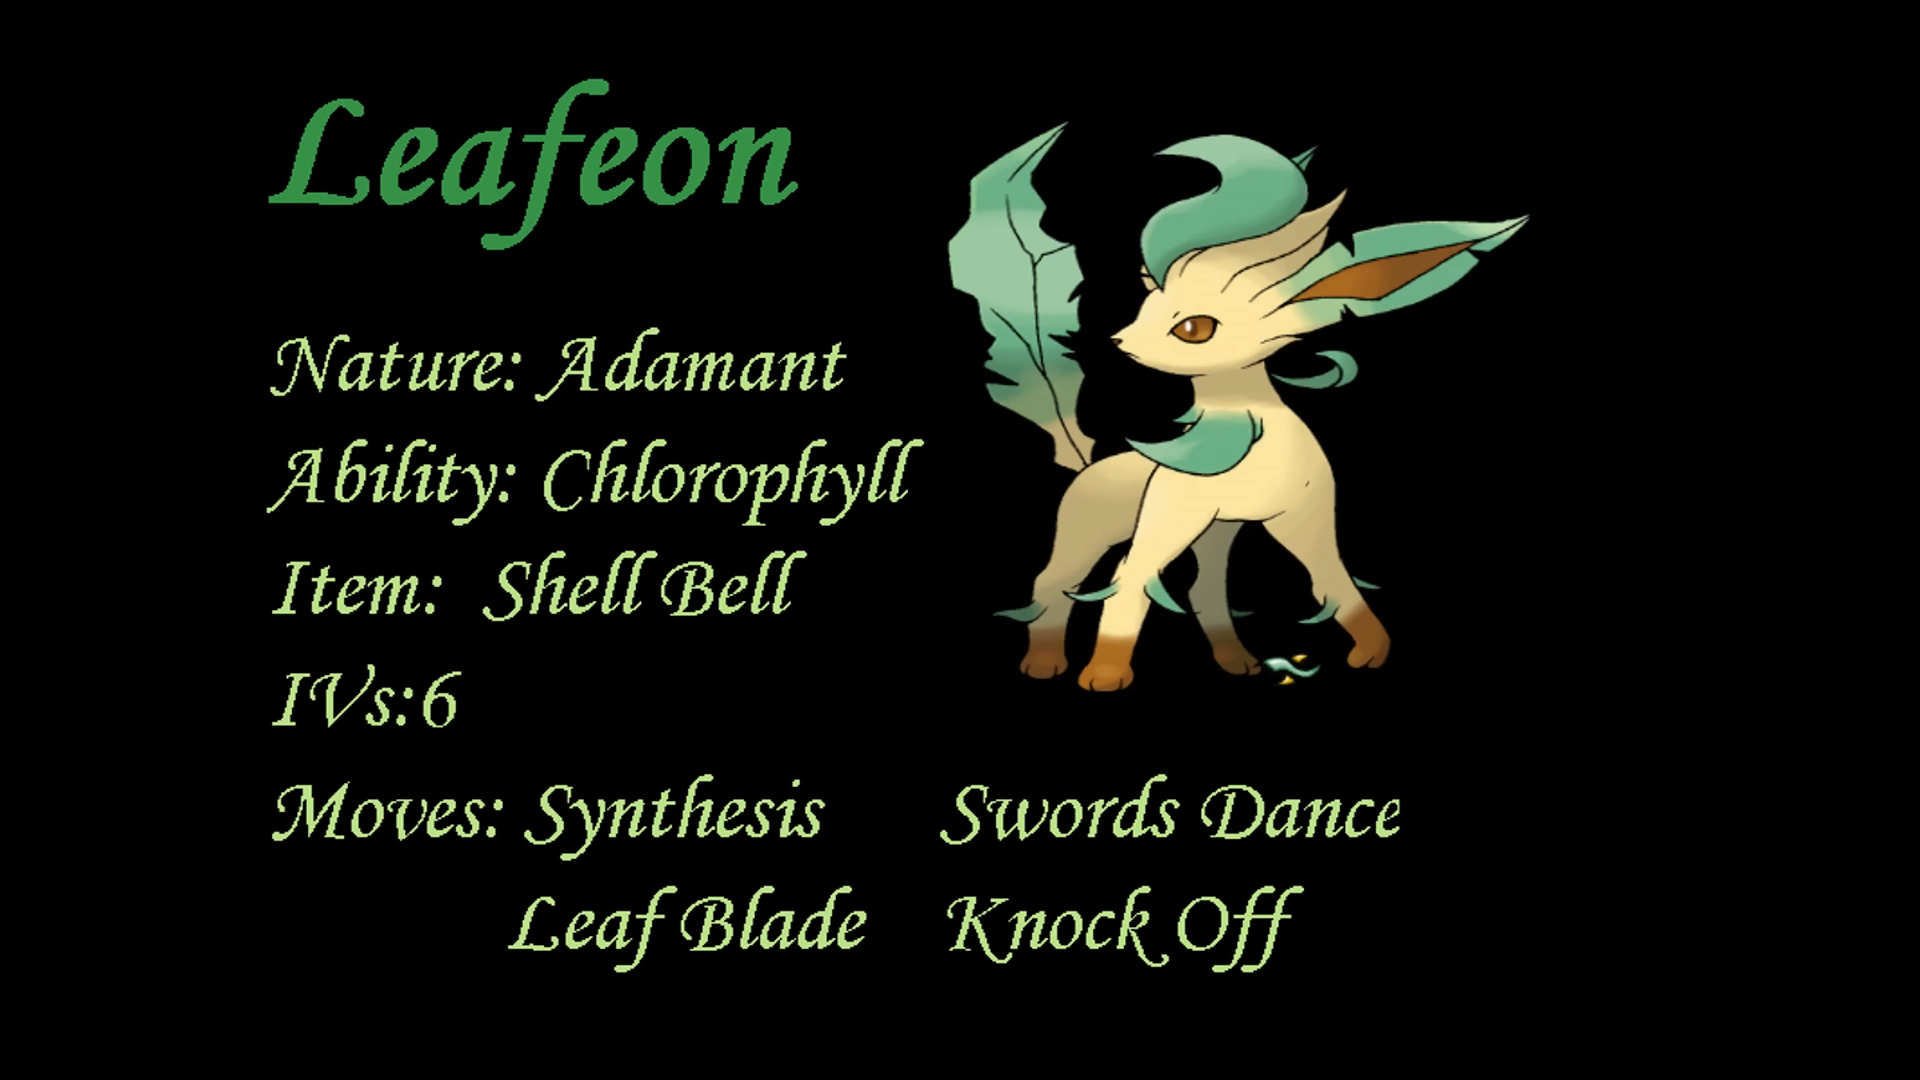 Leafeon
Nature: Adamant
Ability: Chlorophyll
Item: Shell Bell
IVs:6
Moves: Synthesis Swords Dance
Leaf Blade Knock Off